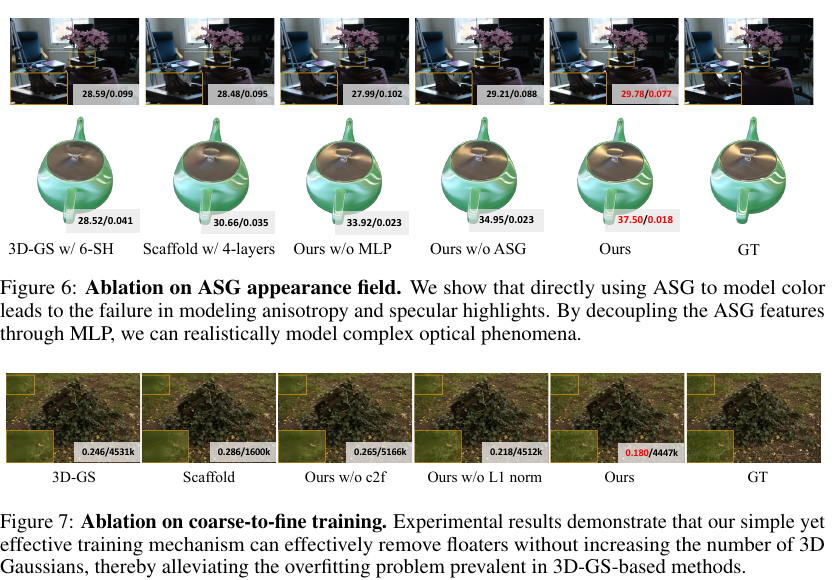 28.59/0.099 28.48/0.095 27.99/0.102 29.21/0.088 29.78/0.077
28.52/0.041 30.66/0.035 33.92/0.023 34.95/0.023 37.50/0.018
3D-GS w/ 6-SH Scaffold w/ 4-layers Ours w/o MLP Ours w/o ASG Ours GT
Figure 6: Ablation on ASG appearance field. We show that directly using ASG to model color
leads to the failure in modeling anisotropy and specular highlights. By decoupling the ASG features
through MLP, we can realistically model complex optical phenomena.
0.246/4531k 0.286/1600k 0.265/5166k 0.218/4512k 0.180/4447k
3D-GS Scaffold Ours w/o c2f Ours w/o L1 norm Ours GT
Figure 7: Ablation on coarse-to-fine training. Experimental results demonstrate that our simple yet
effective training mechanism can effectively remove floaters without increasing the number of 3D
Gaussians, thereby alleviating the overfitting problem prevalent in 3D-GS-based methods.